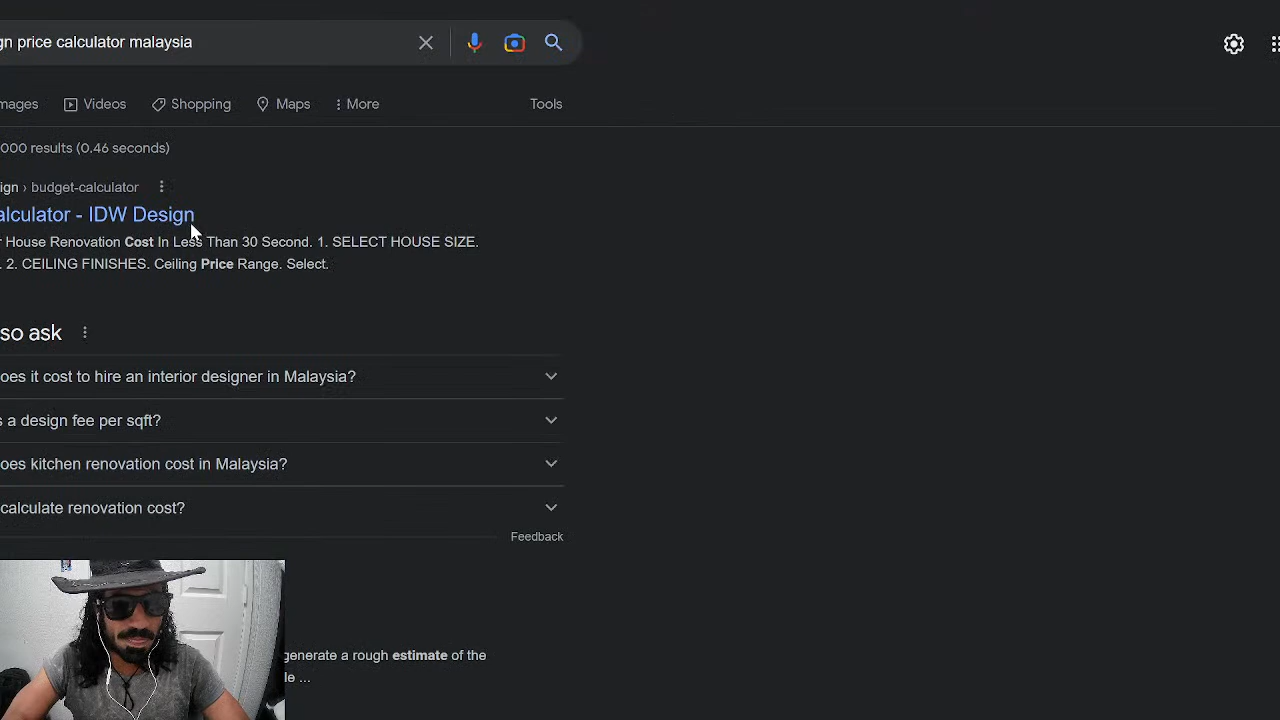 gn price calculator malaysia
mages Videos Shopping Maps More Tools
000 results (0.46 seconds)
ign › budget-calculator
alculator - IDW Design
r House Renovation Cost In Less Than 30 Second. 1. SELECT HOUSE SIZE.
. 2. CEILING FINISHES. Ceiling Price Range. Select.
so ask
oes it cost to hire an interior designer in Malaysia?
s a design fee per sqft?
oes kitchen renovation cost in Malaysia?
calculate renovation cost?
Feedback
generate a rough estimate of the
le ...